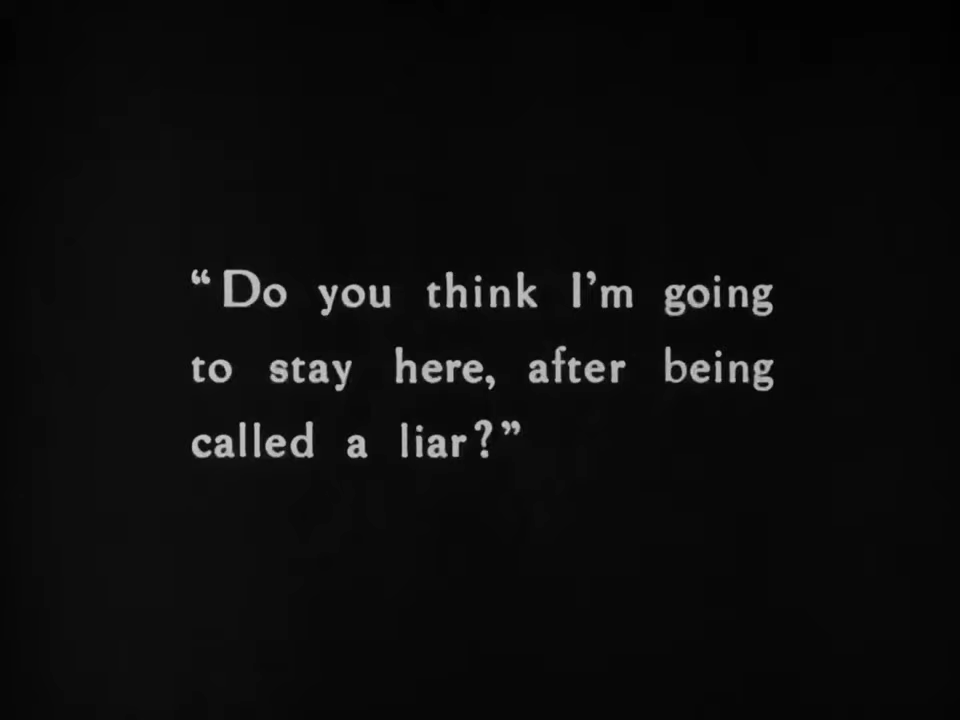 “Do you think I’m going
to stay here, after being
called a liar?”